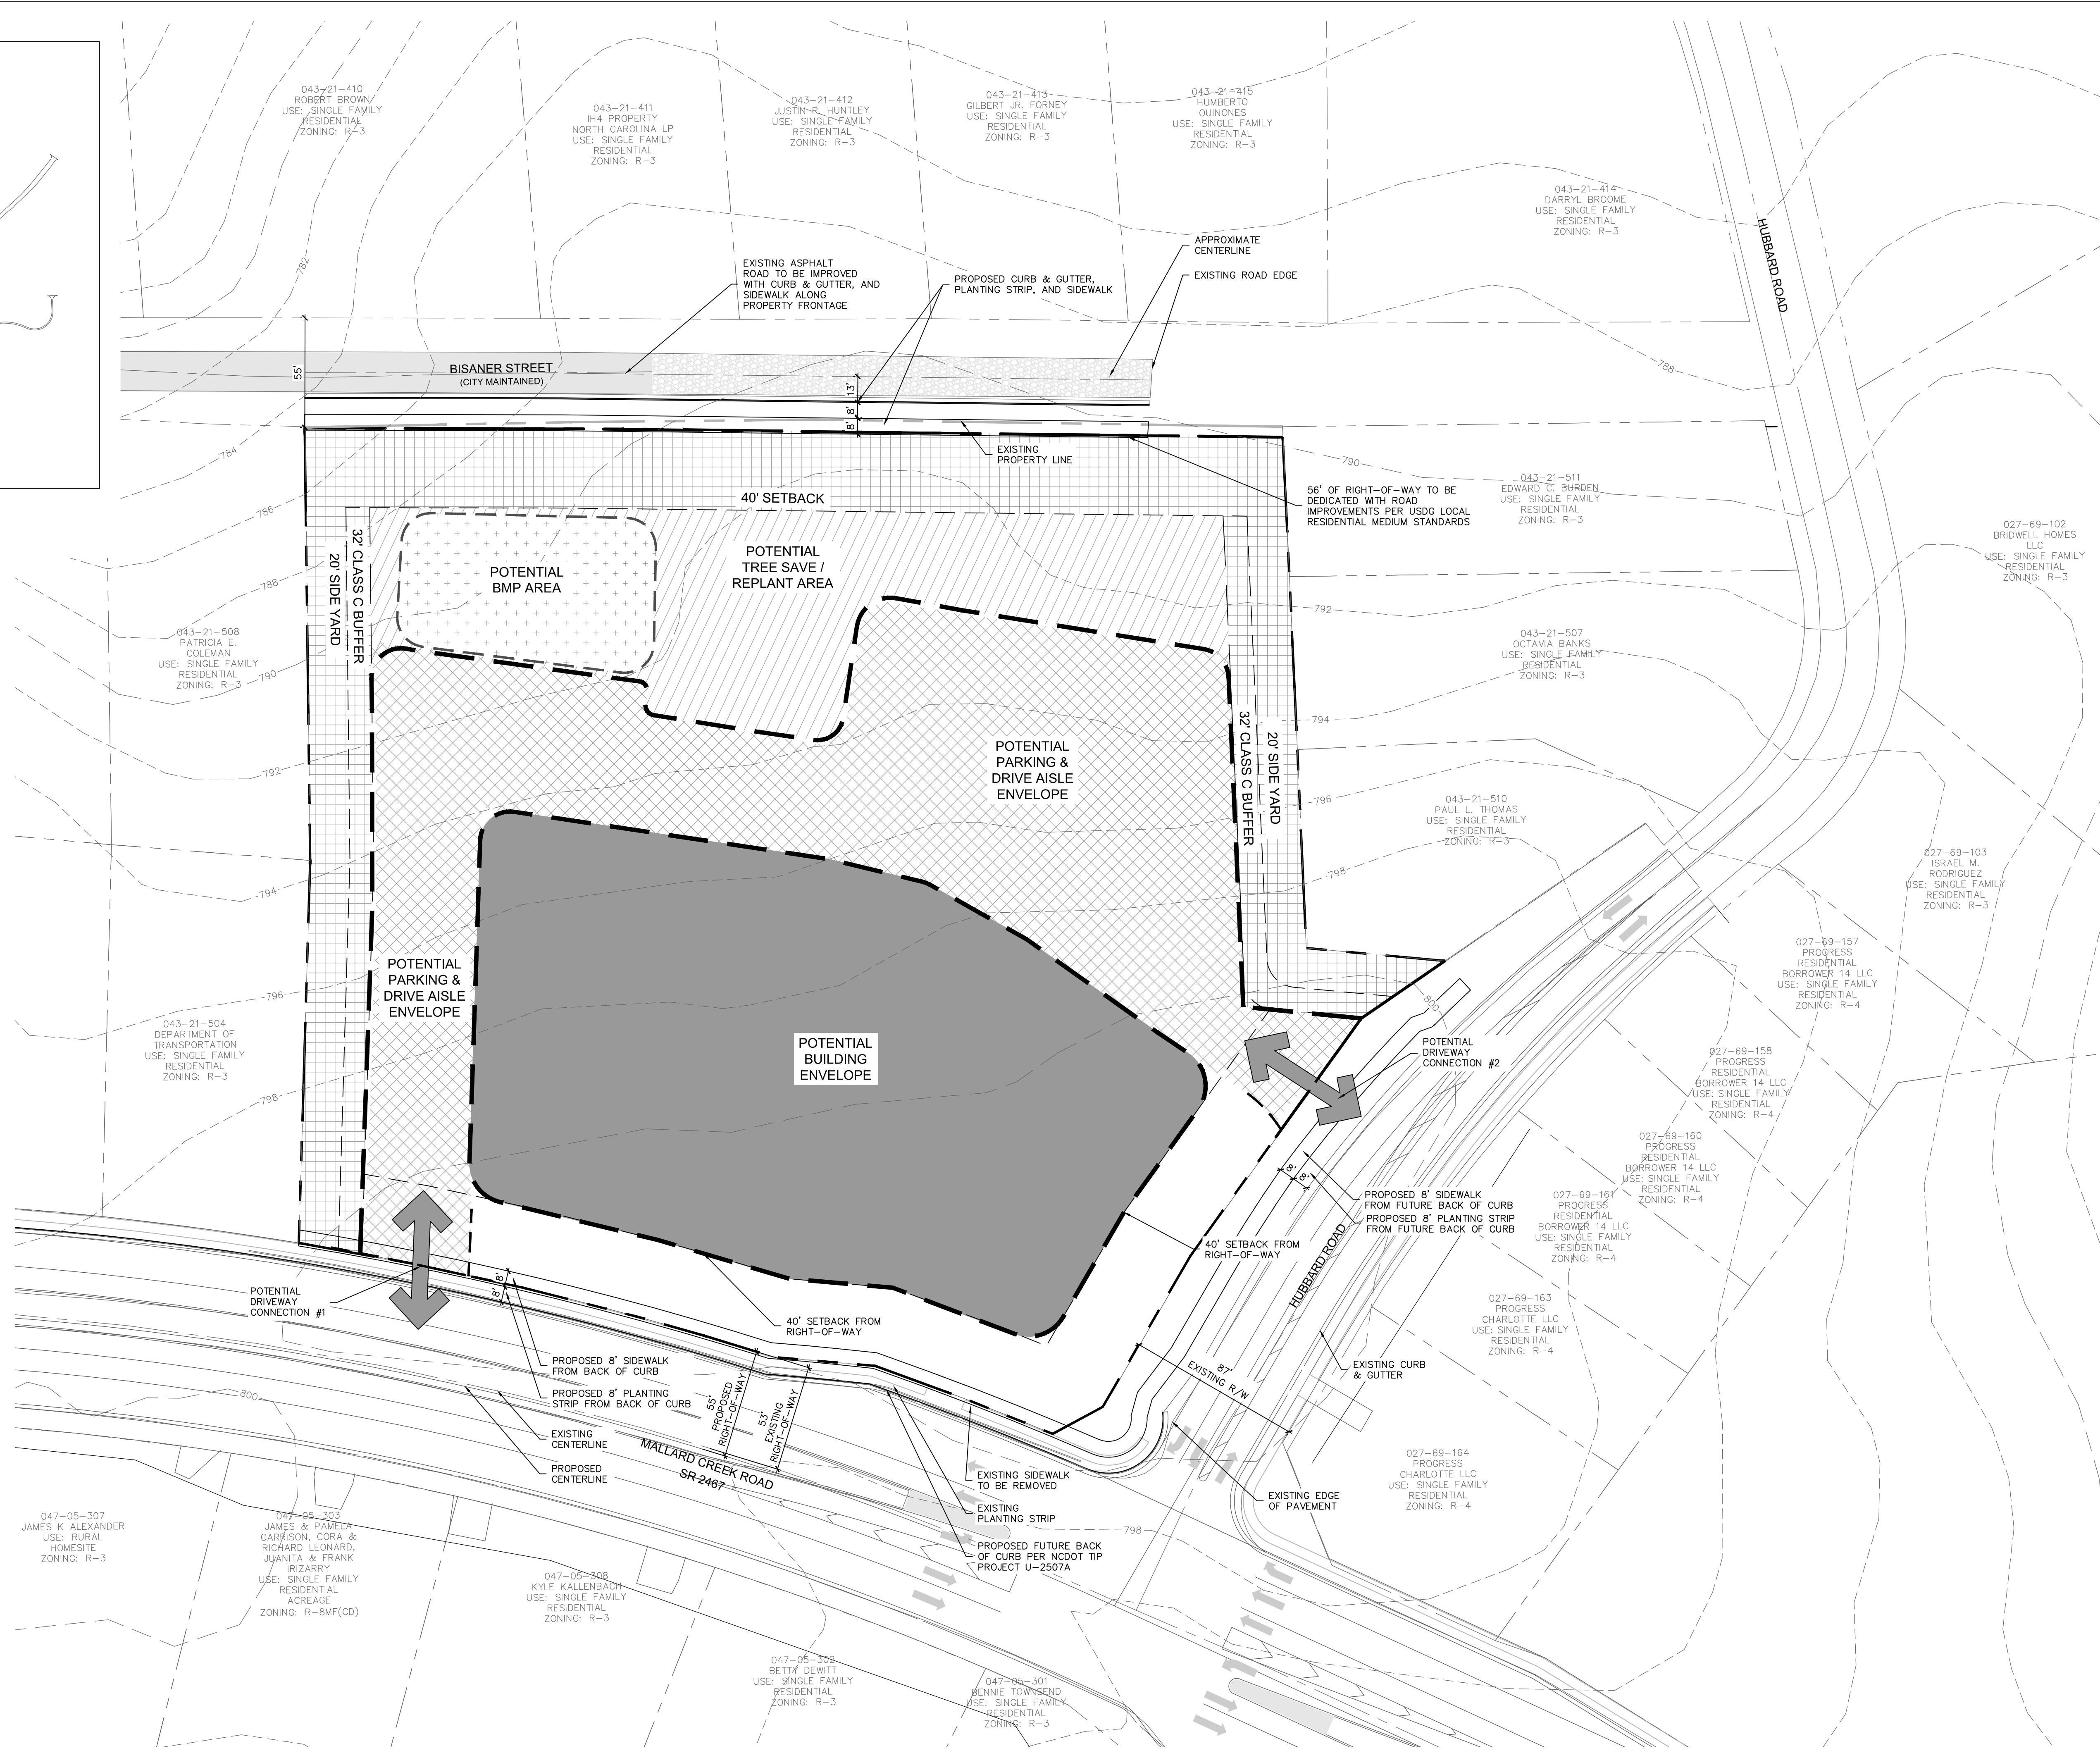 043-21-410
ROBERT BROWN
USE: SINGLE FAMILY
RESIDENTIAL
ZONING: R-3
043-21-411
IH4 PROPERTY
NORTH CAROLINA LP
USE: SINGLE FAMILY
RESIDENTIAL
ZONING: R-3
043-21-412
JUSTIN R. HUNTLEY
USE: SINGLE FAMILY
RESIDENTIAL
ZONING: R-3
043-21-413
GILBERT JR. FORNEY
USE: SINGLE FAMILY
RESIDENTIAL
ZONING: R-3
043-21-415
HUMBERTO
QUINONES
USE: SINGLE FAMILY
RESIDENTIAL
ZONING: R-3
043-21-414
DARRYL BROOME
USE: SINGLE FAMILY
RESIDENTIAL
ZONING: R-3
HUBBARD ROAD
782
APPROXIMATE
CENTERLINE
EXISTING ROAD EDGE
EXISTING ASPHALT
ROAD TO BE IMPROVED
WITH CURB & GUTTER, AND
SIDEWALK ALONG
PROPERTY FRONTAGE
PROPOSED CURB & GUTTER,
PLANTING STRIP, AND SIDEWALK
56'
BISANER STREET
(CITY MAINTAINED)
13'
8'
8'
788
784
EXISTING
PROPERTY LINE
790
40' SETBACK
56' OF RIGHT-OF-WAY TO BE
DEDICATED WITH ROAD
IMPROVEMENTS PER USDG LOCAL
RESIDENTIAL MEDIUM STANDARDS
043-21-511
EDWARD C. BURDEN
USE: SINGLE FAMILY
RESIDENTIAL
ZONING: R-3
786
027-69-102
BRIDWELL HOMES
LLC
USE: SINGLE FAMILY
RESIDENTIAL
ZONING: R-3
20' SIDE YARD
32' CLASS C BUFFER
POTENTIAL
BMP AREA
POTENTIAL
TREE SAVE /
REPLANT AREA
788
792
043-21-508
PATRICIA E.
COLEMAN
USE: SINGLE FAMILY
RESIDENTIAL
ZONING: R-3
790
043-21-507
OCTAVIA BANKS
USE: SINGLE FAMILY
RESIDENTIAL
ZONING: R-3
794
32' CLASS C BUFFER
20' SIDE YARD
POTENTIAL
PARKING &
DRIVE AISLE
ENVELOPE
792
796
043-21-510
PAUL L. THOMAS
USE: SINGLE FAMILY
RESIDENTIAL
ZONING: R-3
798
794
027-69-103
ISRAEL M.
RODRIGUEZ
USE: SINGLE FAMILY
RESIDENTIAL
ZONING: R-3
POTENTIAL
PARKING &
DRIVE AISLE
ENVELOPE
796
800
027-69-157
PROGRESS
RESIDENTIAL
BORROWER 14 LLC
USE: SINGLE FAMILY
RESIDENTIAL
ZONING: R-4
043-21-504
DEPARTMENT OF
TRANSPORTATION
USE: SINGLE FAMILY
RESIDENTIAL
ZONING: R-3
POTENTIAL
BUILDING
ENVELOPE
POTENTIAL
DRIVEWAY
CONNECTION #2
027-69-158
PROGRESS
RESIDENTIAL
BORROWER 14 LLC
USE: SINGLE FAMILY
RESIDENTIAL
ZONING: R-4
798
027-69-160
PROGRESS
RESIDENTIAL
BORROWER 14 LLC
USE: SINGLE FAMILY
RESIDENTIAL
ZONING: R-4
8'
8'
PROPOSED 8' SIDEWALK
FROM FUTURE BACK OF CURB
PROPOSED 8' PLANTING STRIP
FROM FUTURE BACK OF CURB
027-69-161
PROGRESS
RESIDENTIAL
BORROWER 14 LLC
USE: SINGLE FAMILY
RESIDENTIAL
ZONING: R-4
40' SETBACK FROM
RIGHT-OF-WAY
HUBBARD ROAD
POTENTIAL
DRIVEWAY
CONNECTION #1
8'
8'
40' SETBACK FROM
RIGHT-OF-WAY
027-69-163
PROGRESS
CHARLOTTE LLC
USE: SINGLE FAMILY
RESIDENTIAL
ZONING: R-4
PROPOSED 8' SIDEWALK
FROM BACK OF CURB
PROPOSED 8' PLANTING
STRIP FROM BACK OF CURB
55'
PROPOSED
RIGHT-OF-WAY
53'
EXISTING
RIGHT-OF-WAY
87'
EXISTING R/W
EXISTING CURB
& GUTTER
800
EXISTING
CENTERLINE
PROPOSED
CENTERLINE
MALLARD CREEK ROAD
SR 2467
EXISTING SIDEWALK
TO BE REMOVED
EXISTING
PLANTING STRIP
PROPOSED FUTURE BACK
OF CURB PER NCDOT TIP
PROJECT U-2507A
EXISTING EDGE
OF PAVEMENT
798
027-69-164
PROGRESS
CHARLOTTE LLC
USE: SINGLE FAMILY
RESIDENTIAL
ZONING: R-4
047-05-307
JAMES K ALEXANDER
USE: RURAL
HOMESITE
ZONING: R-3
047-05-303
JAMES & PAMELA
GARRISON, CORA &
RICHARD LEONARD,
JUANITA & FRANK
IRIZARRY
USE: SINGLE FAMILY
RESIDENTIAL
ACREAGE
ZONING: R-8MF(CD)
047-05-308
KYLE KALLENBACH
USE: SINGLE FAMILY
RESIDENTIAL
ZONING: R-3
047-05-302
BETTY DEWITT
USE: SINGLE FAMILY
RESIDENTIAL
ZONING: R-3
047-05-301
BENNIE TOWNSEND
USE: SINGLE FAMILY
RESIDENTIAL
ZONING: R-3